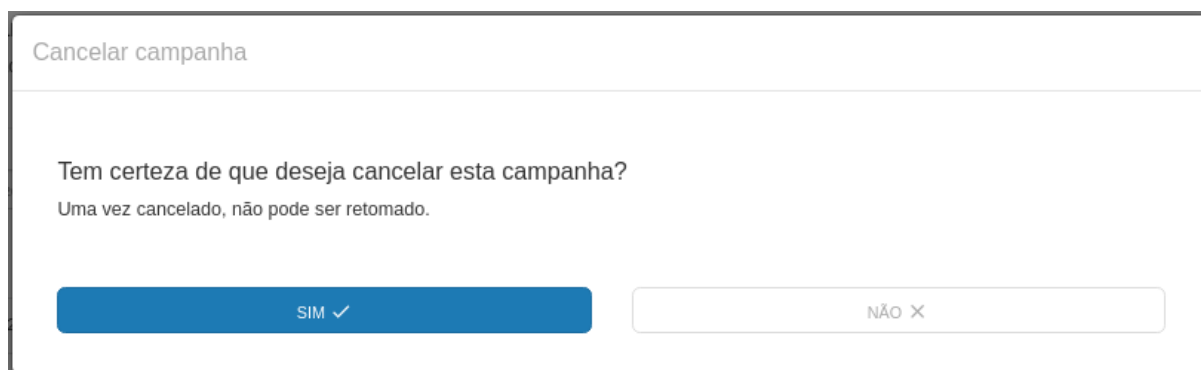 Cancelar campanha
Tem certeza de que deseja cancelar esta campanha?
Uma vez cancelado, não pode ser retomado.
SIM
NÃO